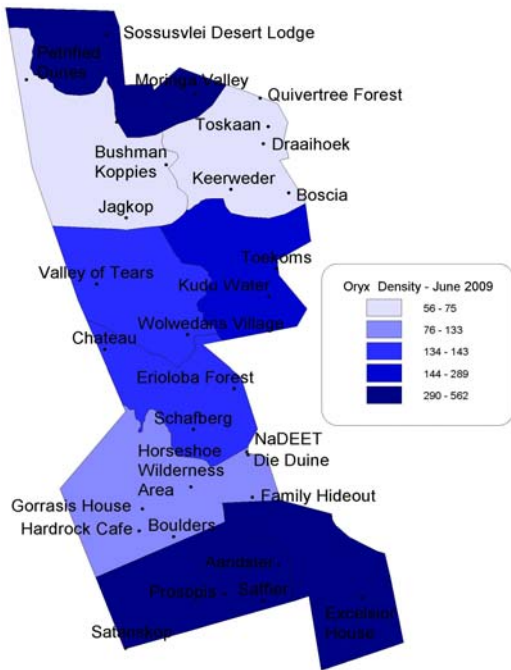 Sossusvlei Desert Lodge
Petrified
Dunes
Moringa Valley
Quivertree Forest
Toskaan
Draaihoek
Bushman
Koppies
Keerweder
Boscia
Jagkop
Toekoms
Valley of Tears
Kudu Water
Oryx Density - June 2009
56 - 75
76 - 133
134 - 143
144 - 289
290 - 562
Wolwedans Village
Chateau
Erioloba Forest
Schafberg
NaDEET
Horseshoe
Wilderness
Area
Die Duine
Family Hideout
Gorrasis House
Hardrock Cafe
Boulders
Aandster
Prosopis
Saffier
Excelsior
House
Satanskop